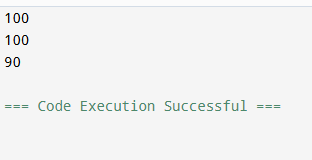 100
100
90
=== Code Execution Successful ===